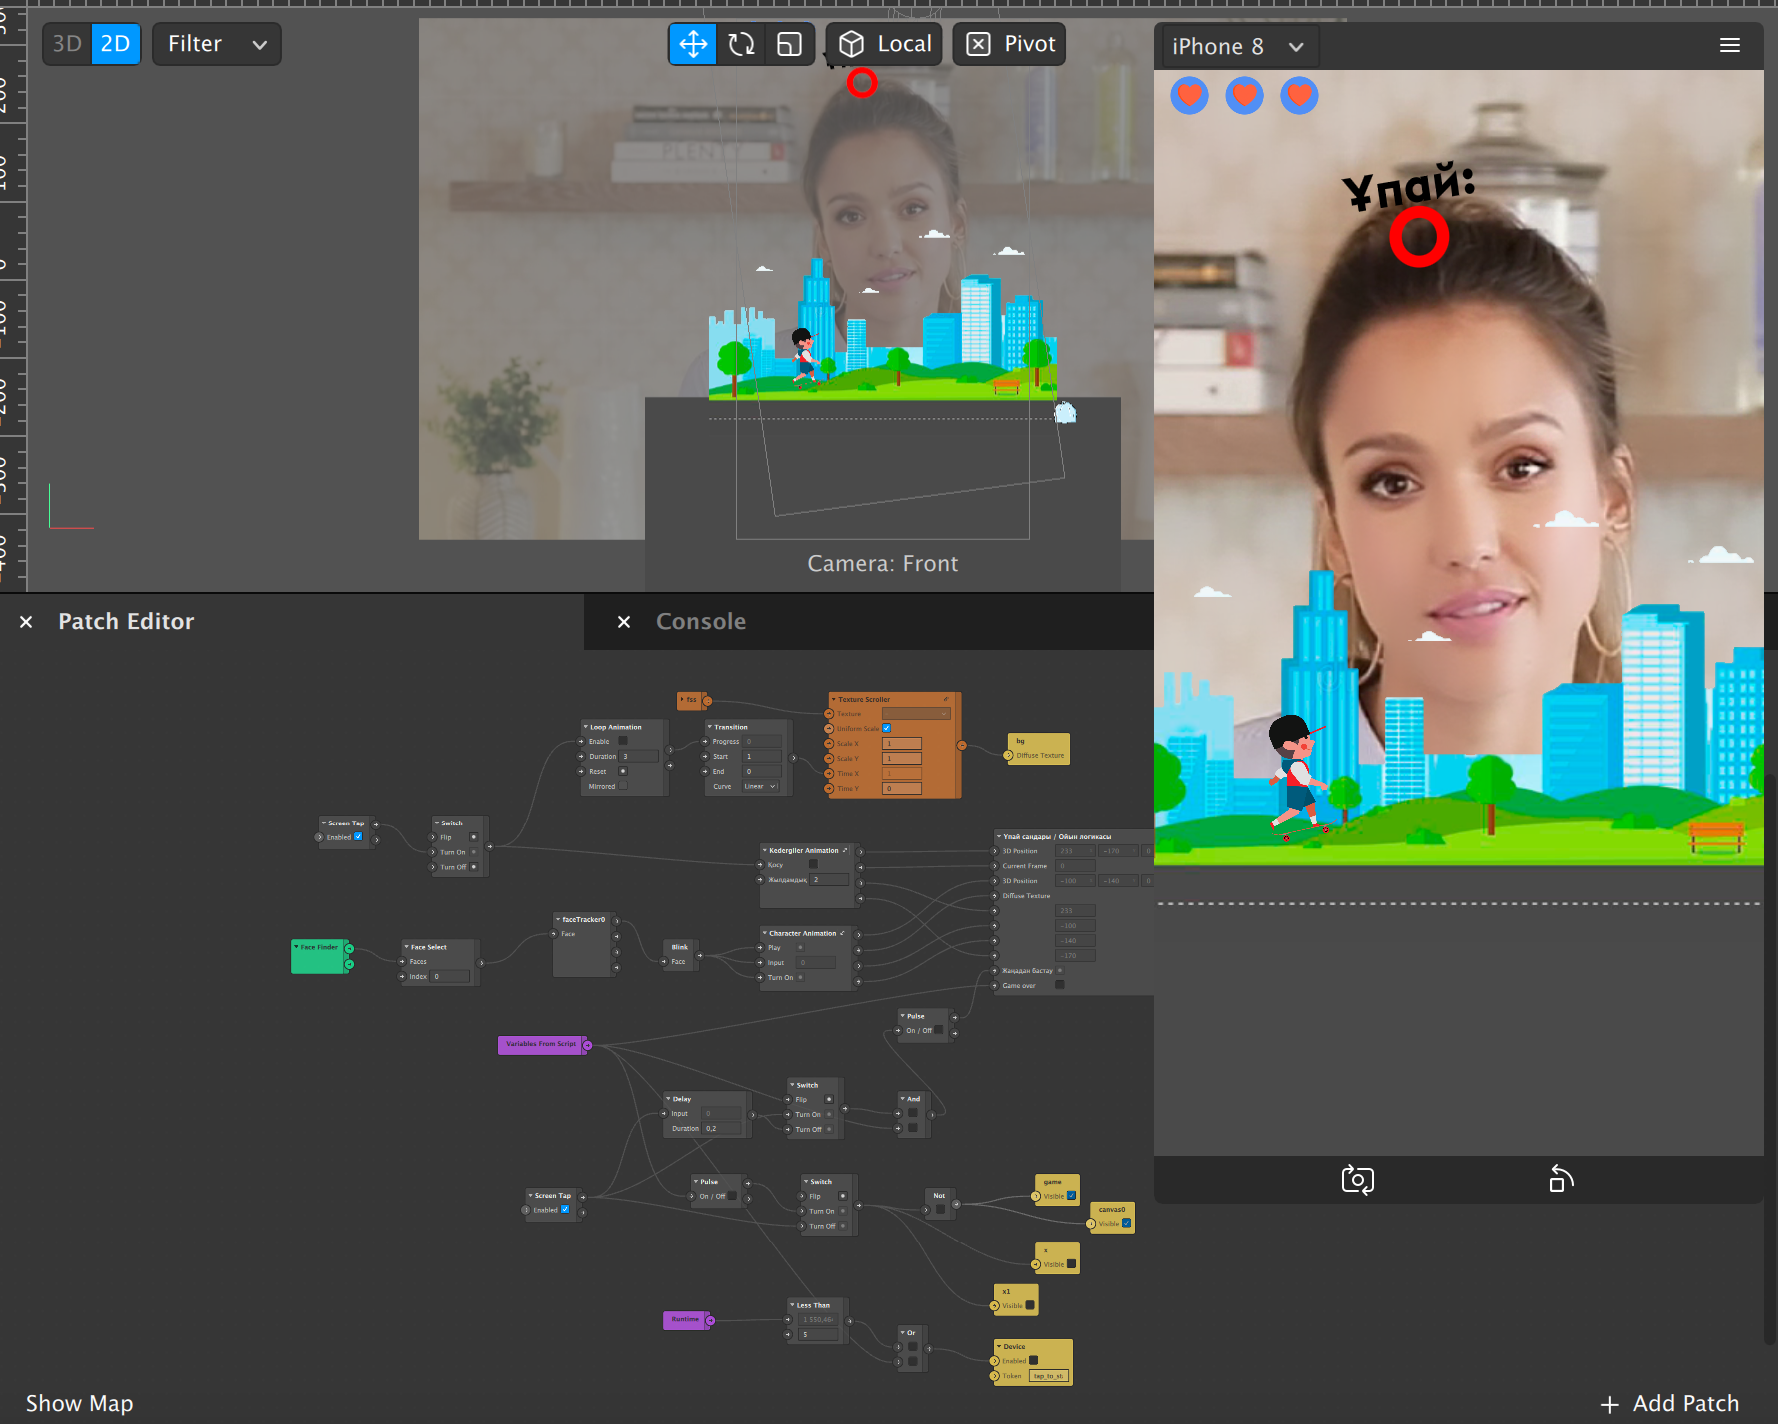 3D
2D
Filter
Local
Pivot
iPhone 8
PLENTY
Ұпай:
Camera: Front
Patch Editor
Console
fss
Texture Scroller
Texture
Uniform Scale
Scale X
1
Scale Y
1
Time X
1
Time Y
0
Loop Animation
Enable
Duration
3
Reset
Mirrored
Transition
Progress
0
Start
1
End
0
Curve
Linear
bg
Diffuse Texture
Screen Tap
Enabled
Switch
Flip
Turn On
Turn Off
Kedergiler Animation
Қосу
Жылдамдық
2
Ұпай сандары / Ойын логикасы
3D Position
233
-170
0
Current Frame
0
3D Position
-100
-140
0
Diffuse Texture
233
-100
-140
-170
Жаңадан бастау
Game over
Face Finder
Face Select
Faces
Index
0
faceTracker0
Face
Blink
Face
Character Animation
Play
Input
0
Turn On
Variables From Script
Pulse
On / Off
Delay
Input
0
Duration
0,2
Switch
Flip
Turn On
Turn Off
And
Screen Tap
Enabled
Pulse
On / Off
Switch
Flip
Turn On
Turn Off
Not
game
Visible
canvas0
Visible
x
Visible
x1
Visible
Runtime
Less Than
5
Or
Device
Enabled
Token
tap_to_st
Show Map
+ Add Patch